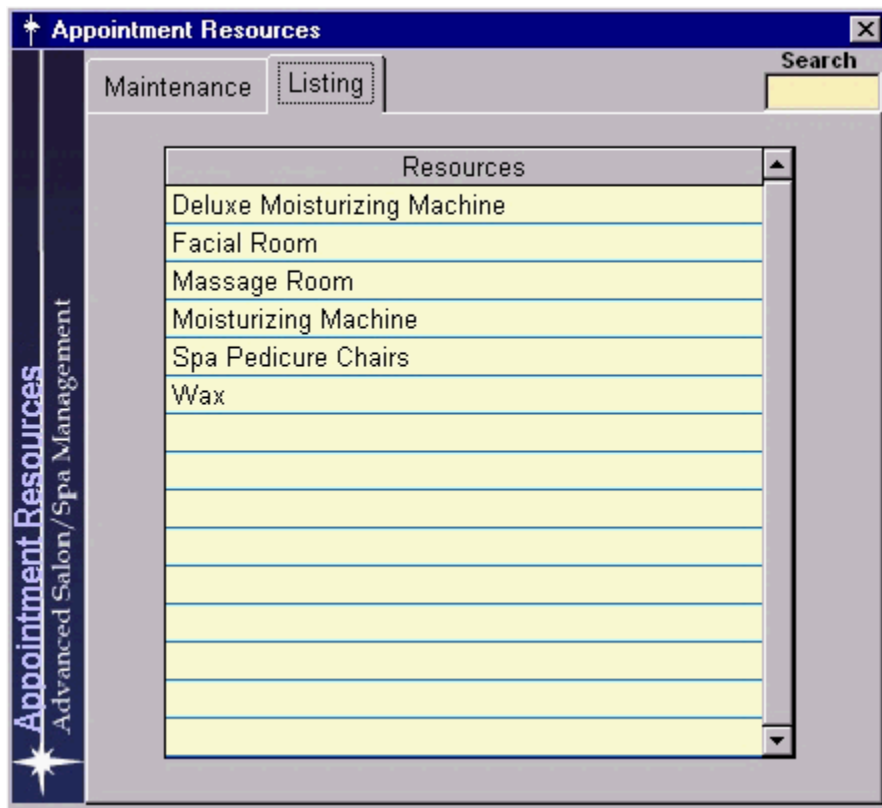 Appointment Resources
Search
Maintenance
Listing
Resources
Deluxe Moisturizing Machine
Facial Room
Massage Room
Moisturizing Machine
Spa Pedicure Chairs
Wax
Appointment Resources
Advanced Salon/Spa Management